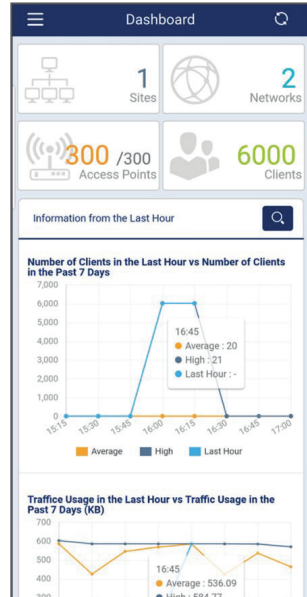 Dashboard
1
Sites
2
Networks
300 /300
Access Points
6000
Clients
Information from the Last Hour
Number of Clients in the Last Hour vs Number of Clients
in the Past 7 Days
7,000
6,000
5,000
4,000
3,000
2,000
1,000
0
16:45
Average : 20
High : 21
Last Hour : -
15:15 15:30 15:45 16:00 16:15 16:30 16:45 17:00
Average High Last Hour
Traffice Usage in the Last Hour vs Traffic Usage in the
Past 7 Days (KB)
700
600
500
400
300
16:45
Average : 536.09
High : 584.77